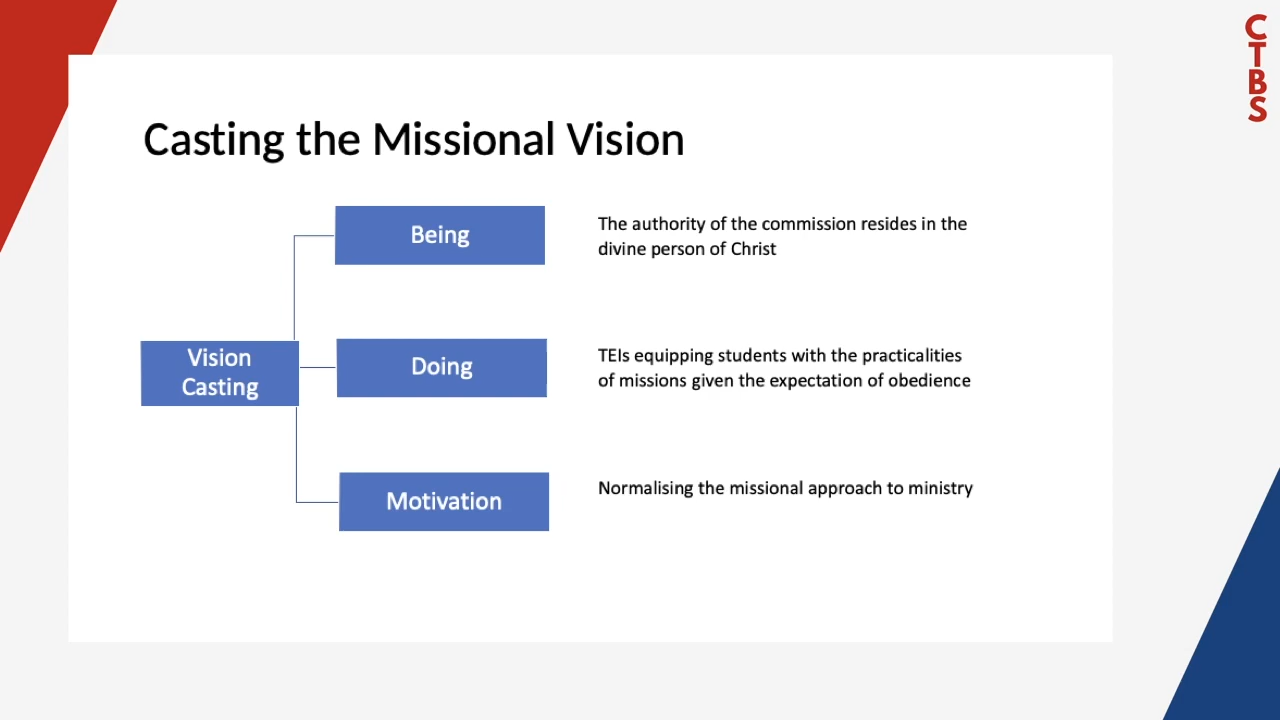 CTBS
Casting the Missional Vision
Being
The authority of the commission resides in the
divine person of Christ
Vision
Casting
Doing
TEIs equipping students with the practicalities
of missions given the expectation of obedience
Motivation
Normalising the missional approach to ministry